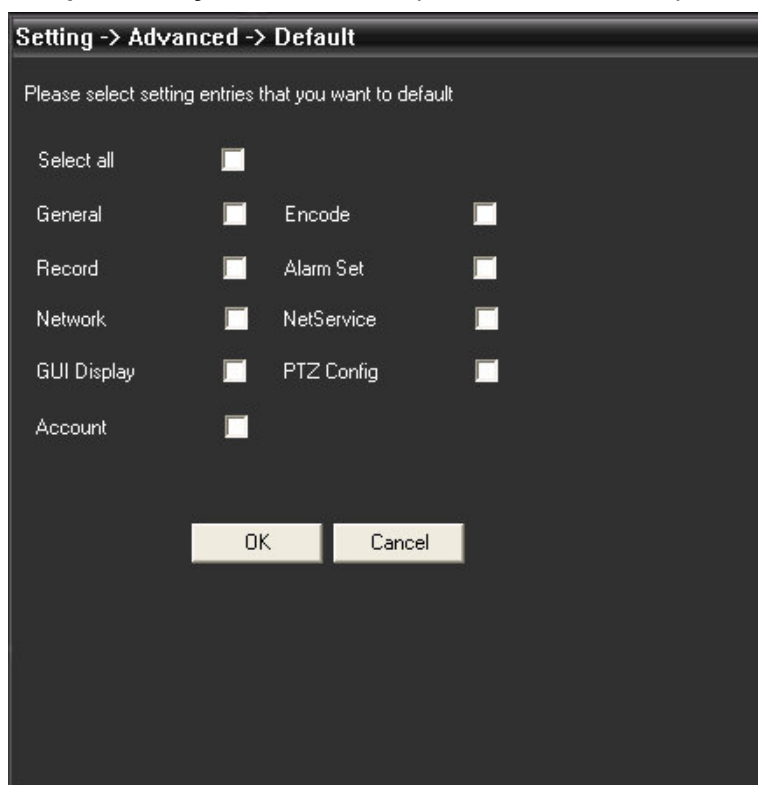 Setting -> Advanced -> Default
Please select setting entries that you want to default
Select all
General Encode
Record Alarm Set
Network NetService
GUI Display PTZ Config
Account
OK Cancel